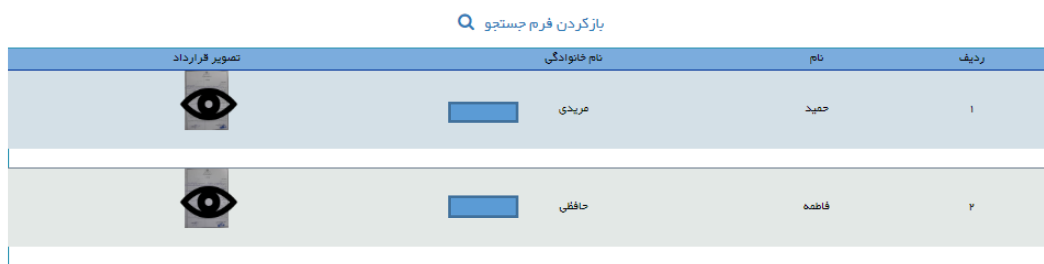 بازکردن فرم جستجو
ردیف نام نام خانوادگی تصویر قرارداد
۱ حمید مریدی
۲ فاطمه حافظی